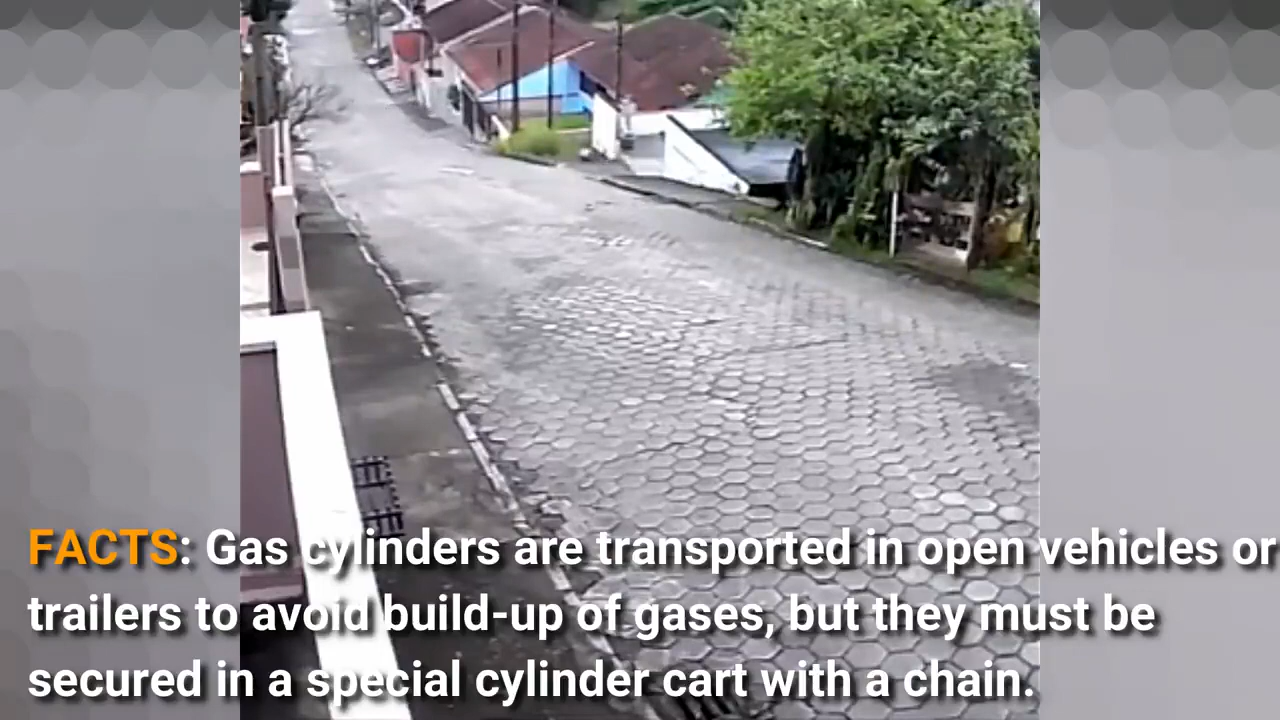 FACTS: Gas cylinders are transported in open vehicles or
trailers to avoid build-up of gases, but they must be
secured in a special cylinder cart with a chain.